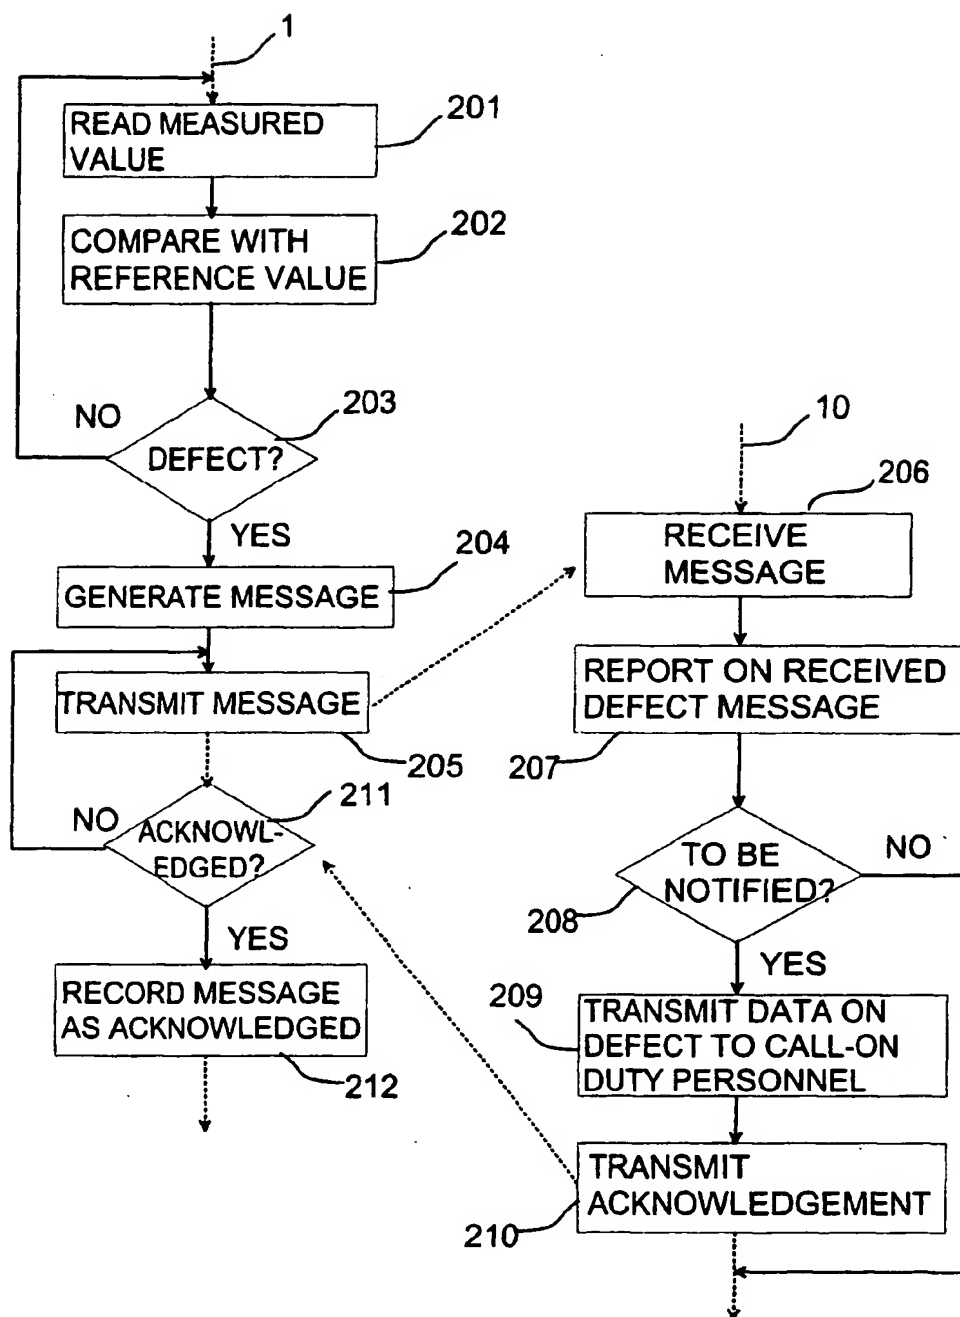 1
READ MEASURED
VALUE
201
COMPARE WITH
REFERENCE VALUE
202
NO
DEFECT?
203
YES
GENERATE MESSAGE
204
TRANSMIT MESSAGE
205
NO
ACKNOWL-
EDGED?
211
YES
RECORD MESSAGE
AS ACKNOWLEDGED
212
10
206
RECEIVE
MESSAGE
REPORT ON RECEIVED
DEFECT MESSAGE
207
TO BE
NOTIFIED?
208
NO
YES
209
TRANSMIT DATA ON
DEFECT TO CALL-ON
DUTY PERSONNEL
TRANSMIT
ACKNOWLEDGEMENT
210